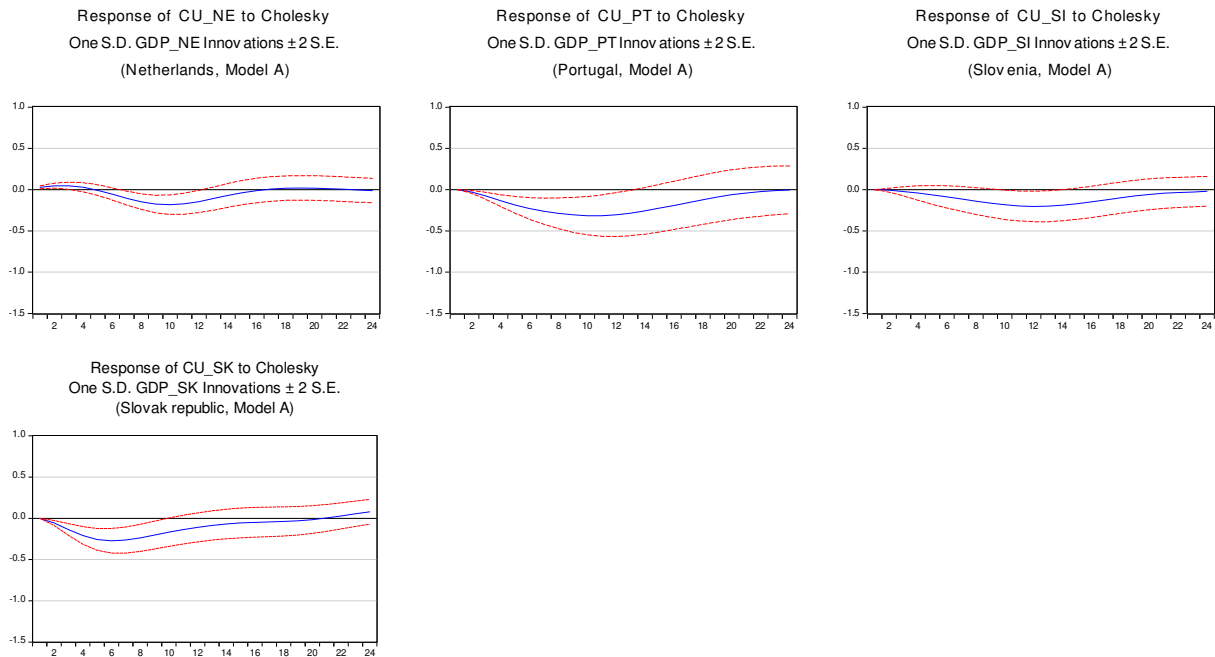 Response of CU_NE to Cholesky
One S.D. GDP_NE Innovations ± 2 S.E.
(Netherlands, Model A)
1.0
0.5
0.0
-0.5
-1.0
-1.5
2 4 6 8 10 12 14 16 18 20 22 24
Response of CU_PT to Cholesky
One S.D. GDP_PT Innovations ± 2 S.E.
(Portugal, Model A)
1.0
0.5
0.0
-0.5
-1.0
-1.5
2 4 6 8 10 12 14 16 18 20 22 24
Response of CU_SI to Cholesky
One S.D. GDP_SI Innovations ± 2 S.E.
(Slovenia, Model A)
1.0
0.5
0.0
-0.5
-1.0
-1.5
2 4 6 8 10 12 14 16 18 20 22 24
Response of CU_SK to Cholesky
One S.D. GDP_SK Innovations ± 2 S.E.
(Slovak republic, Model A)
1.0
0.5
0.0
-0.5
-1.0
-1.5
2 4 6 8 10 12 14 16 18 20 22 24